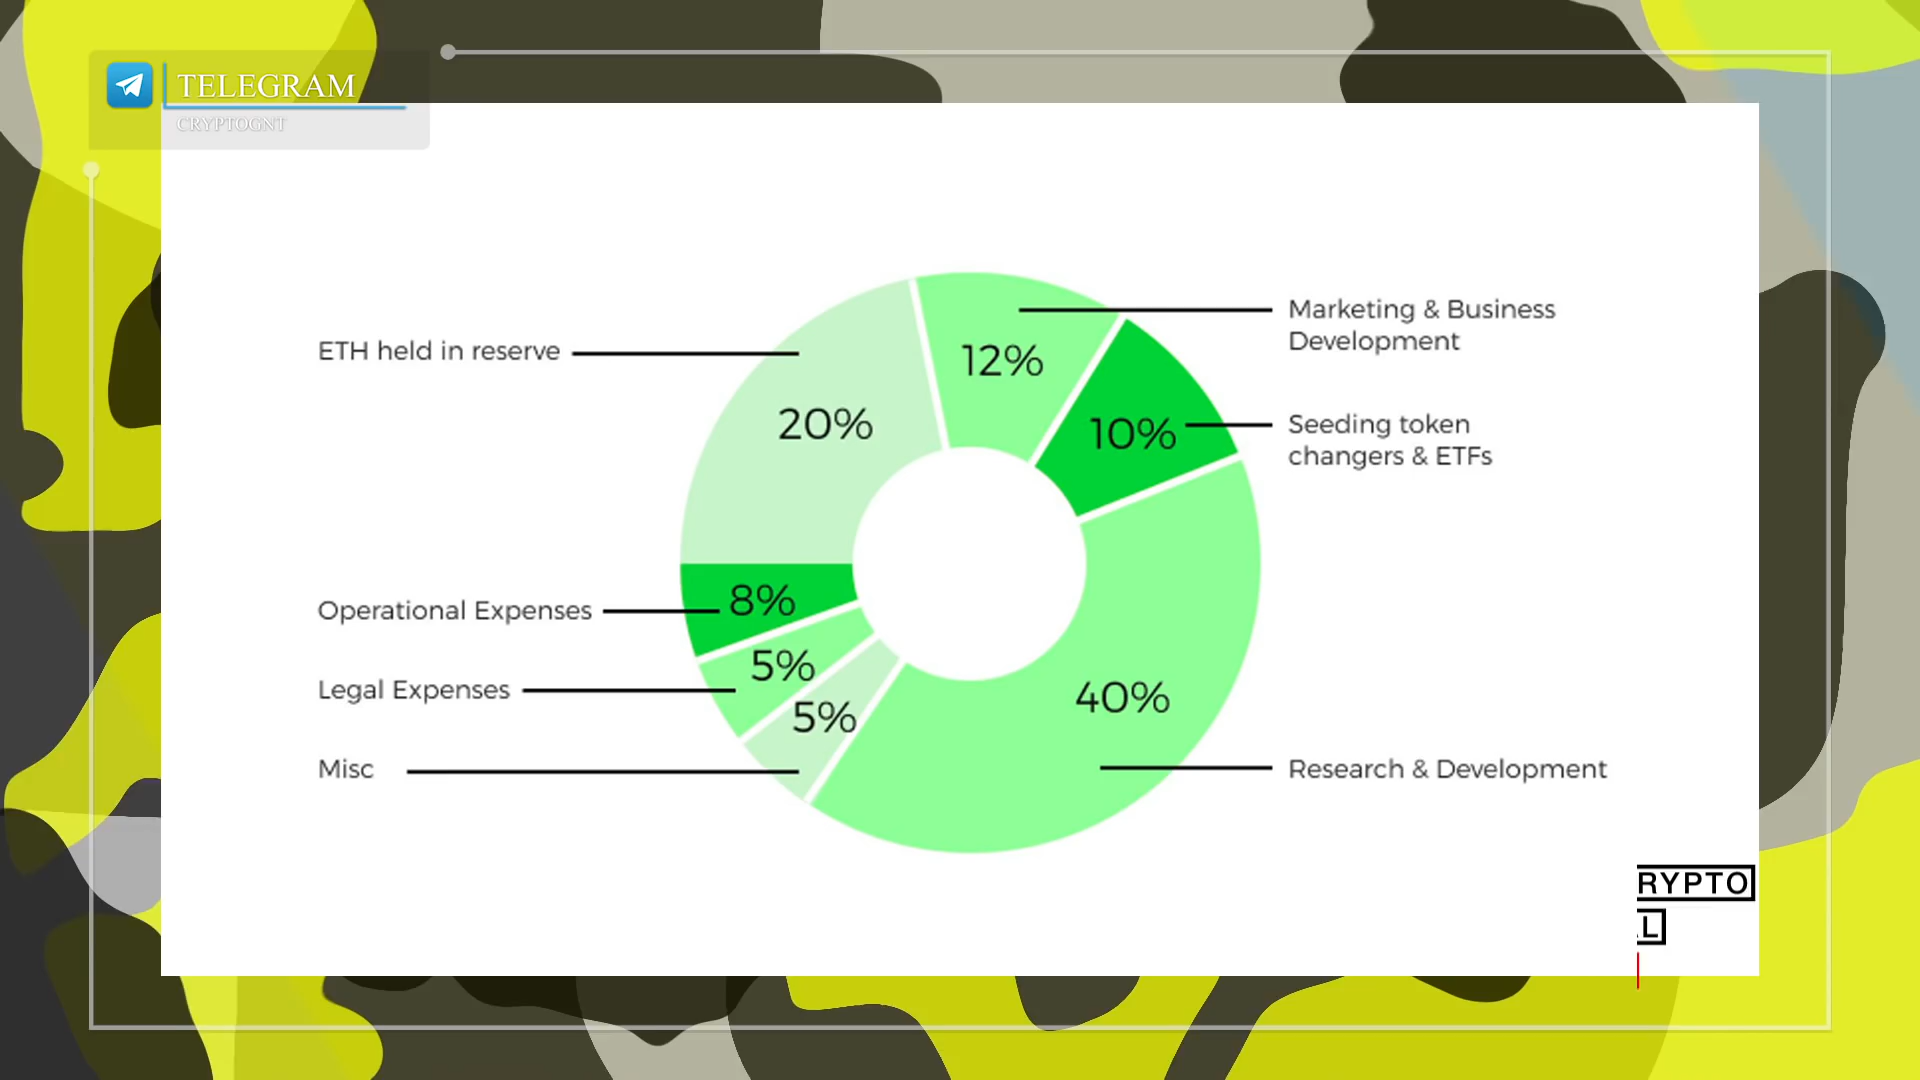 TELEGRAM
CRYPTOGNT
ETH held in reserve
20%
12%
Marketing & Business
Development
10%
Seeding token
changers & ETFs
Operational Expenses
8%
Legal Expenses
5%
Misc
5%
40%
Research & Development
RYPTO
L